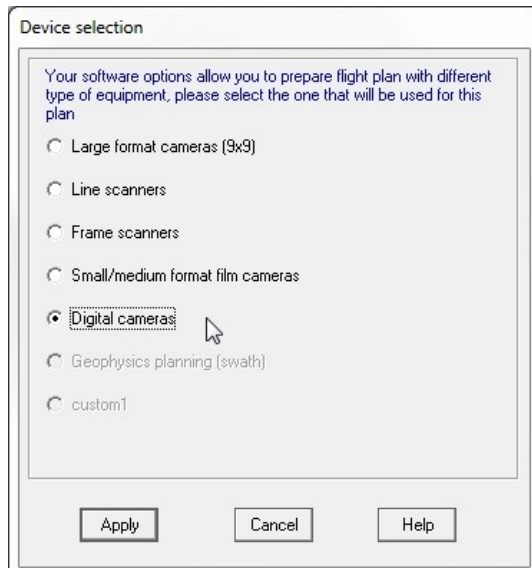 Device selection
Your software options allow you to prepare flight plan with different
type of equipment, please select the one that will be used for this
plan
Large format cameras (9x9)
Line scanners
Frame scanners
Small/medium format film cameras
Digital cameras
Geophysics planning (swath)
custom1
Apply Cancel Help